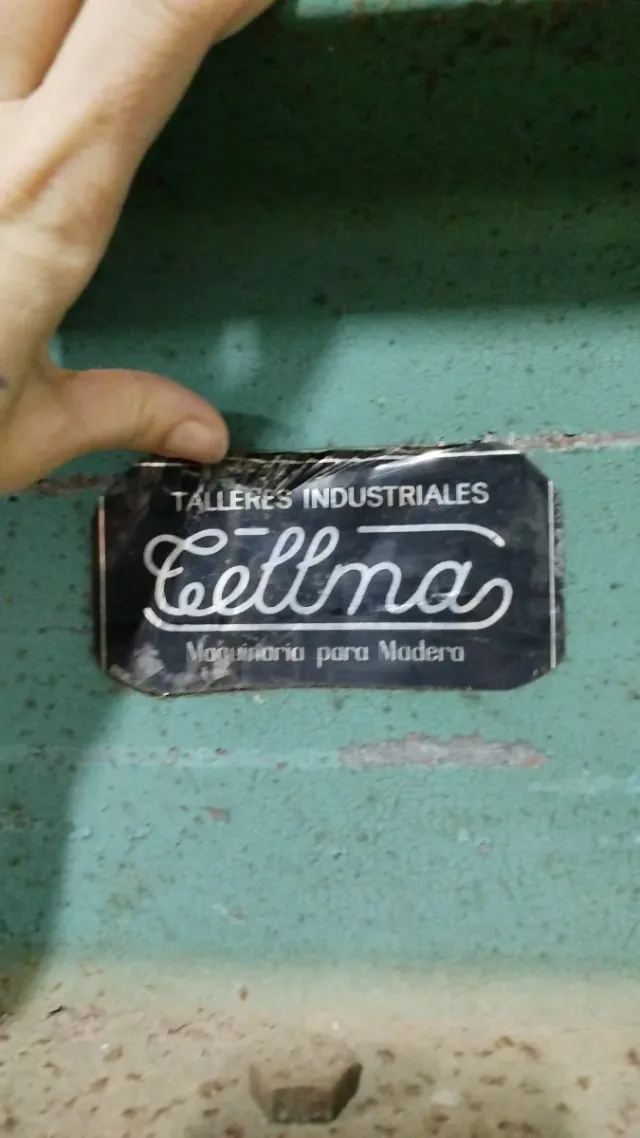 TALLERES INDUSTRIALES
Tellma
Maquinaria para Madera